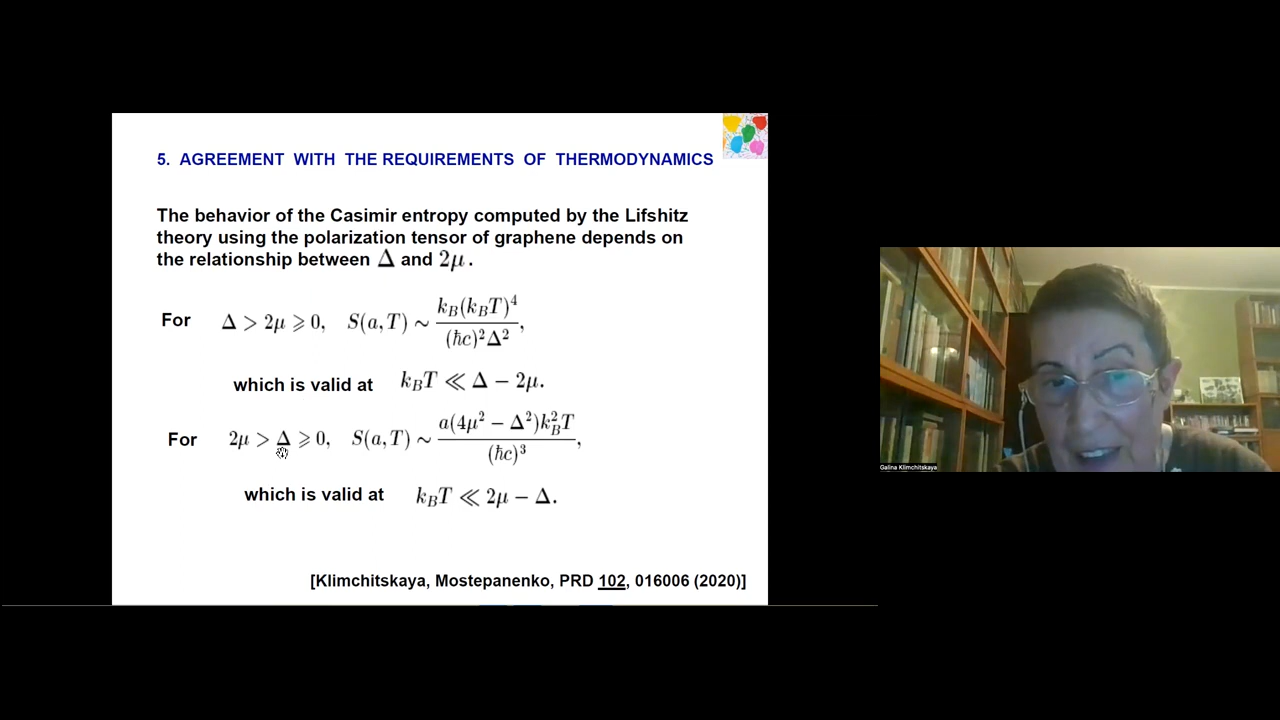 5. AGREEMENT WITH THE REQUIREMENTS OF THERMODYNAMICS
The behavior of the Casimir entropy computed by the Lifshitz
theory using the polarization tensor of graphene depends on
the relationship between Δ and 2μ.
For Δ > 2μ ⩾ 0, S(a,T) ∼ k_B(k_BT)^4 / (ħc)^2Δ^2,
which is valid at k_BT ≪ Δ − 2μ.
For 2μ > Δ ⩾ 0, S(a,T) ∼ a(4μ^2 − Δ^2)k_B^2T / (ħc)^3,
which is valid at k_BT ≪ 2μ − Δ.
[Klimchitskaya, Mostepanenko, PRD 102, 016006 (2020)]
Galina Klimchitskaya